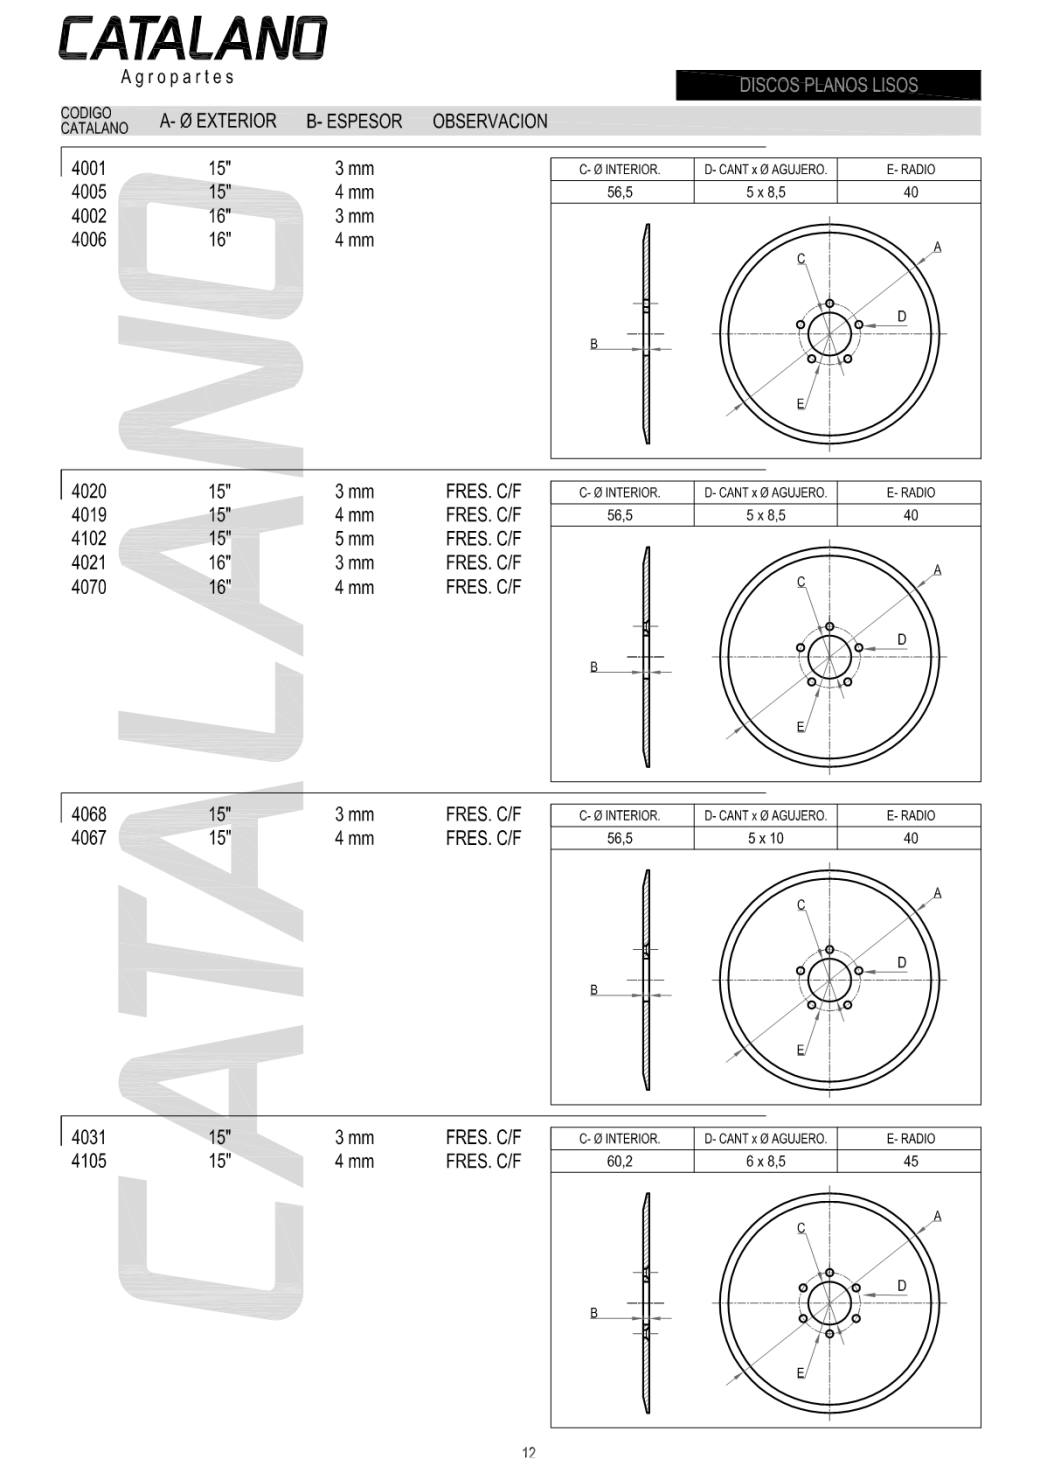 CATALANO
Agropartes
DISCOS PLANOS LISOS
CODIGO CATALANO A- Ø EXTERIOR B- ESPESOR OBSERVACION
4001 15" 3 mm
4005 15" 4 mm
4002 16" 3 mm
4006 16" 4 mm
C- Ø INTERIOR. D- CANT x Ø AGUJERO. E- RADIO
56,5 5 x 8,5 40
A
C
D
B
E
4020 15" 3 mm FRES. C/F
4019 15" 4 mm FRES. C/F
4102 15" 5 mm FRES. C/F
4021 16" 3 mm FRES. C/F
4070 16" 4 mm FRES. C/F
C- Ø INTERIOR. D- CANT x Ø AGUJERO. E- RADIO
56,5 5 x 8,5 40
A
C
D
B
E
4068 15" 3 mm FRES. C/F
4067 15" 4 mm FRES. C/F
C- Ø INTERIOR. D- CANT x Ø AGUJERO. E- RADIO
56,5 5 x 10 40
A
C
D
B
E
4031 15" 3 mm FRES. C/F
4105 15" 4 mm FRES. C/F
C- Ø INTERIOR. D- CANT x Ø AGUJERO. E- RADIO
60,2 6 x 8,5 45
A
C
D
B
E
CATALANO
12